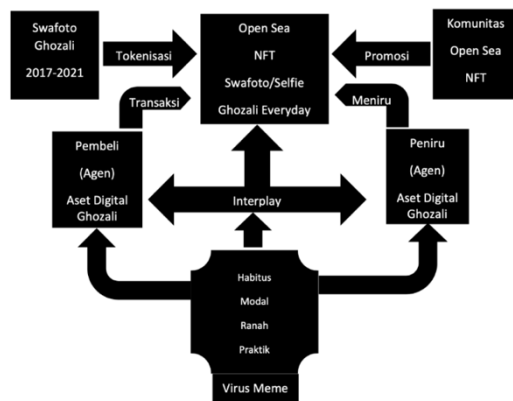 Swafoto
Ghozali
2017-2021
Tokenisasi
Open Sea
NFT
Swafoto/Selfie
Ghozali Everyday
Promosi
Komunitas
Open Sea
NFT
Transaksi
Meniru
Pembeli
(Agen)
Aset Digital
Ghozali
Interplay
Peniru
(Agen)
Aset Digital
Ghozali
Habitus
Modal
Ranah
Praktik
Virus Meme